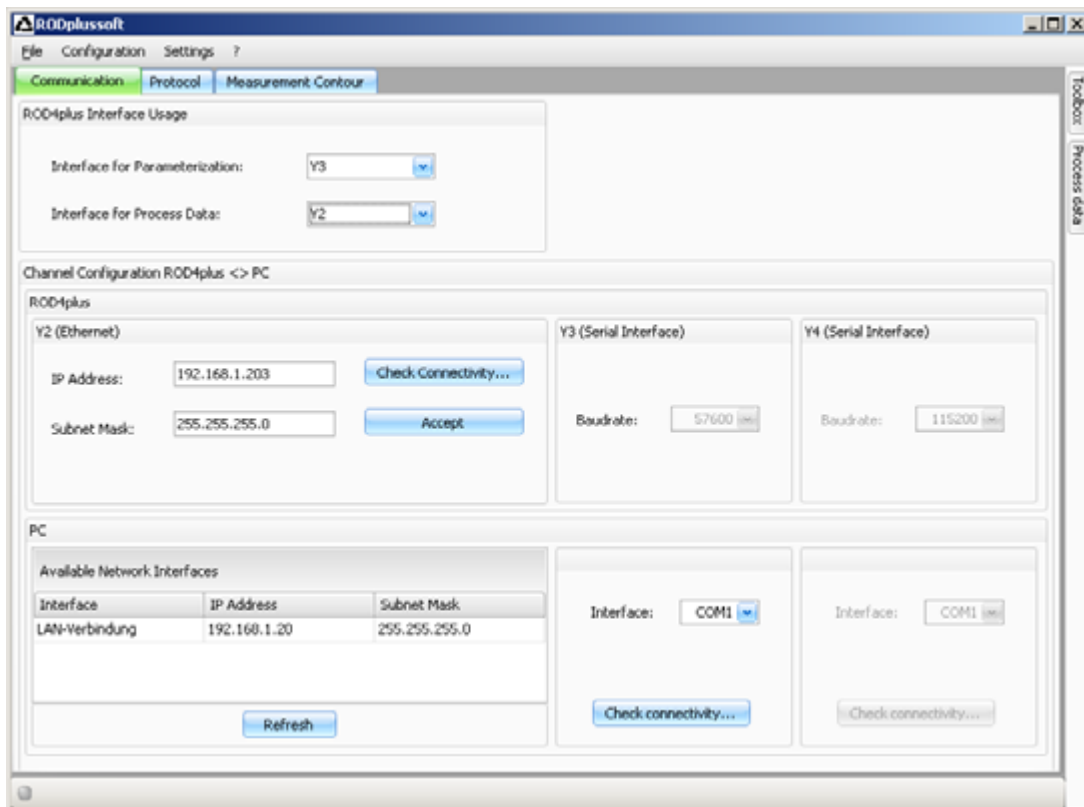 RODplussoft
File Configuration Settings ?
Communication Protocol Measurement Contour
Toolbox
Process data
ROD4plus Interface Usage
Interface for Parameterization: Y3
Interface for Process Data: Y2
Channel Configuration ROD4plus <> PC
ROD4plus
Y2 (Ethernet)
IP Address: 192.168.1.203 Check Connectivity...
Subnet Mask: 255.255.255.0 Accept
Y3 (Serial Interface)
Baudrate: 57600
Y4 (Serial Interface)
Baudrate: 115200
PC
Available Network Interfaces
Interface IP Address Subnet Mask
LAN-Verbindung 192.168.1.20 255.255.255.0
Refresh
Interface: COM1
Check connectivity...
Interface: COM1
Check connectivity...